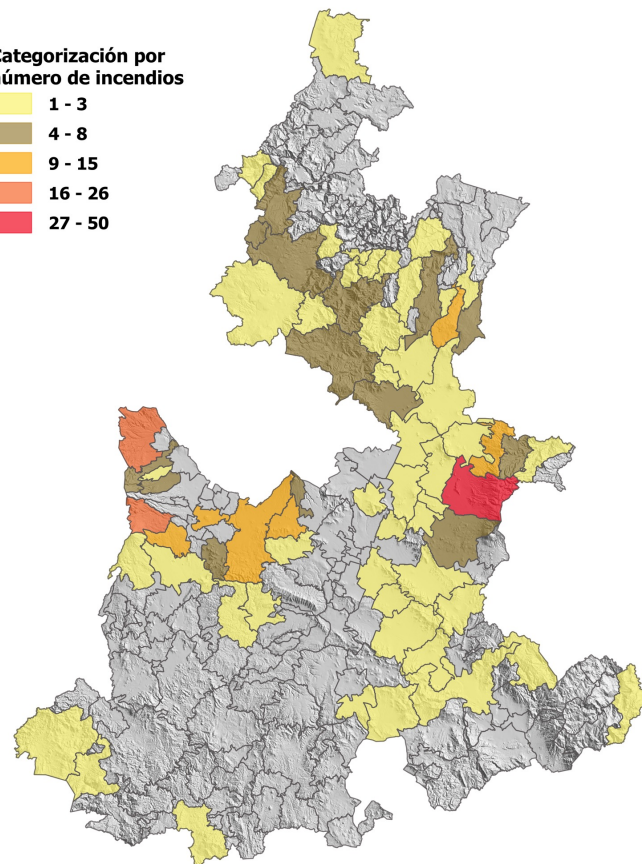 ategorización por
úmero de incendios
1 - 3
4 - 8
9 - 15
16 - 26
27 - 50